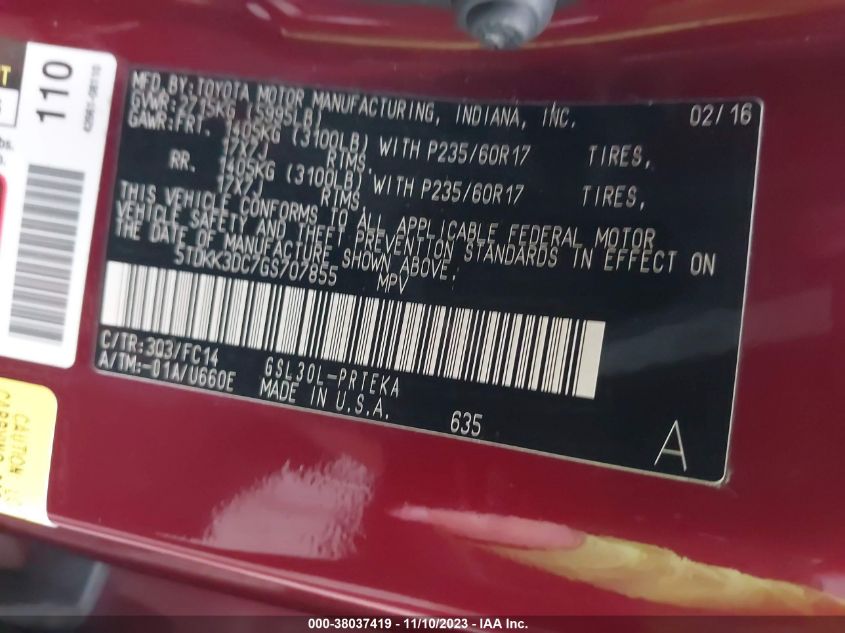 MFD.BY:TOYOTA MOTOR MANUFACTURING, INDIANA, INC. 02/16
GVWR:2715KG (5995LB)
GAWR:FRT. 1405KG (3100LB) WITH P235/60R17 TIRES,
17X7J RIMS
RR. 1405KG (3100LB) WITH P235/60R17 TIRES,
17X7J RIMS
THIS VEHICLE CONFORMS TO ALL APPLICABLE FEDERAL MOTOR
VEHICLE SAFETY AND THEFT PREVENTION STANDARDS IN EFFECT ON
THE DATE OF MANUFACTURE SHOWN ABOVE.
5TDKK3DC7GS707855 MPV
C/TR:3Q3/FC14 GSL30L-PRTEKA
A/TM:-01A/U660E MADE IN U.S.A. 635
A
110
CAUTION
000-38037419 - 11/10/2023 - IAA Inc.